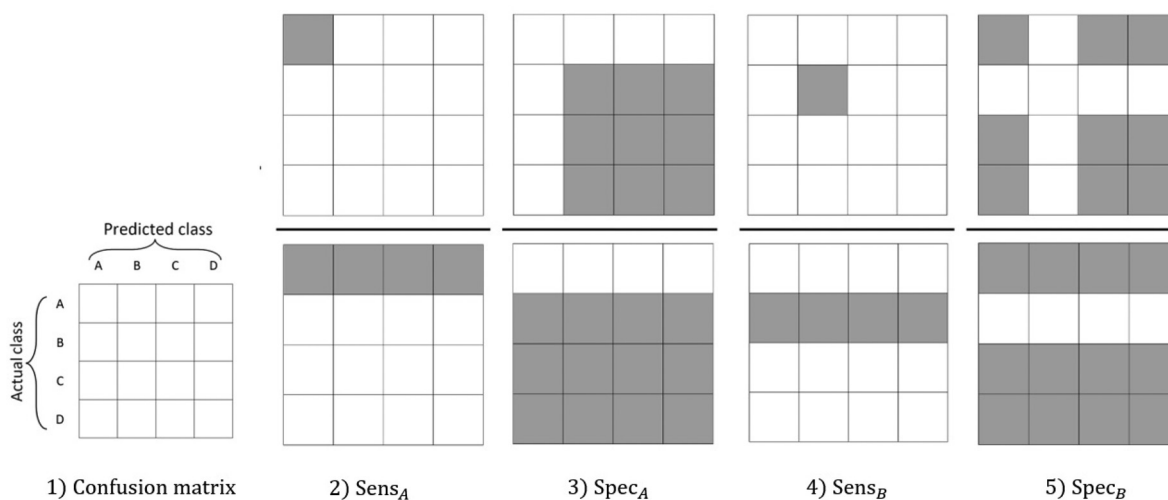 Predicted class
A B C D
Actual class
A
B
C
D
1) Confusion matrix
2) Sens_A
3) Spec_A
4) Sens_B
5) Spec_B